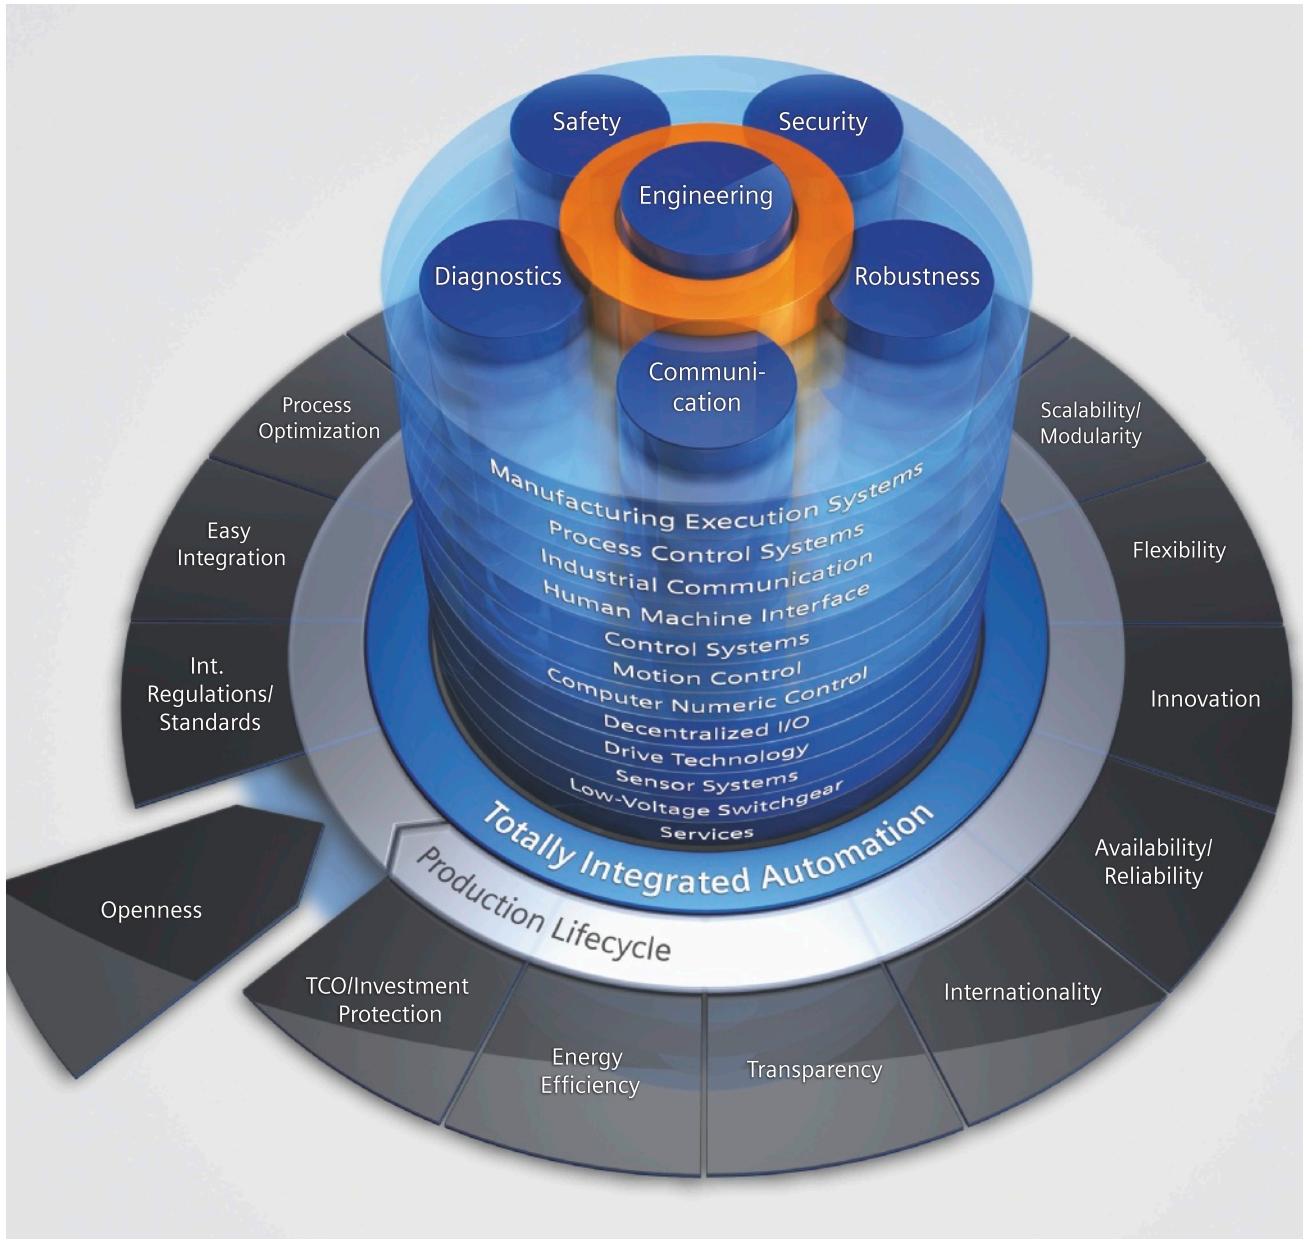 Safety
Security
Engineering
Diagnostics
Robustness
Communi-
cation
Manufacturing Execution Systems
Process Control Systems
Industrial Communication
Human Machine Interface
Control Systems
Motion Control
Computer Numeric Control
Decentralized I/O
Drive Technology
Sensor Systems
Low-Voltage Switchgear
Services
Totally Integrated Automation
Production Lifecycle
Process
Optimization
Easy
Integration
Int.
Regulations/
Standards
Openness
TCO/Investment
Protection
Energy
Efficiency
Transparency
Internationality
Availability/
Reliability
Innovation
Flexibility
Scalability/
Modularity